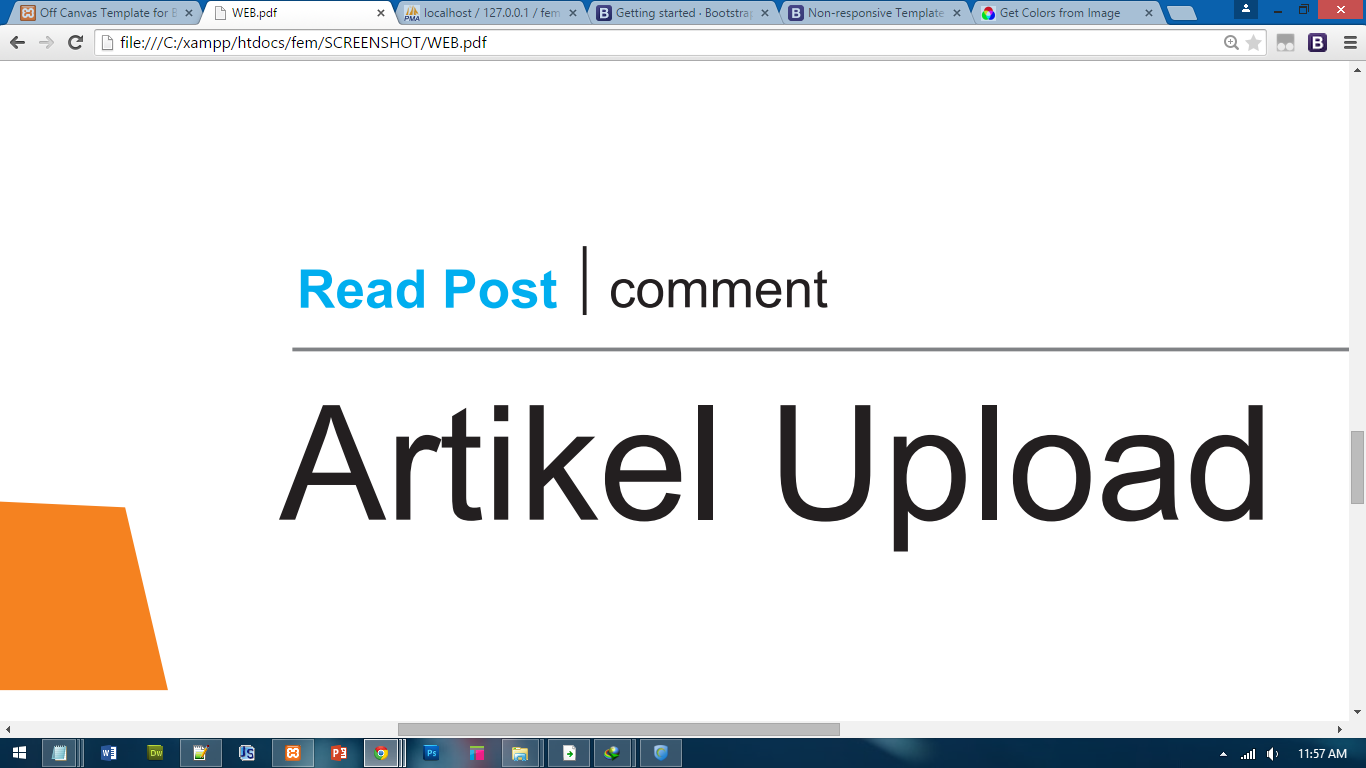 Off Canvas Template for B
WEB.pdf
localhost / 127.0.0.1 / fem
Getting started · Bootstrap
Non-responsive Template
Get Colors from Image
file:///C:/xampp/htdocs/fem/SCREENSHOT/WEB.pdf
Read Post | comment
Artikel Upload
11:57 AM